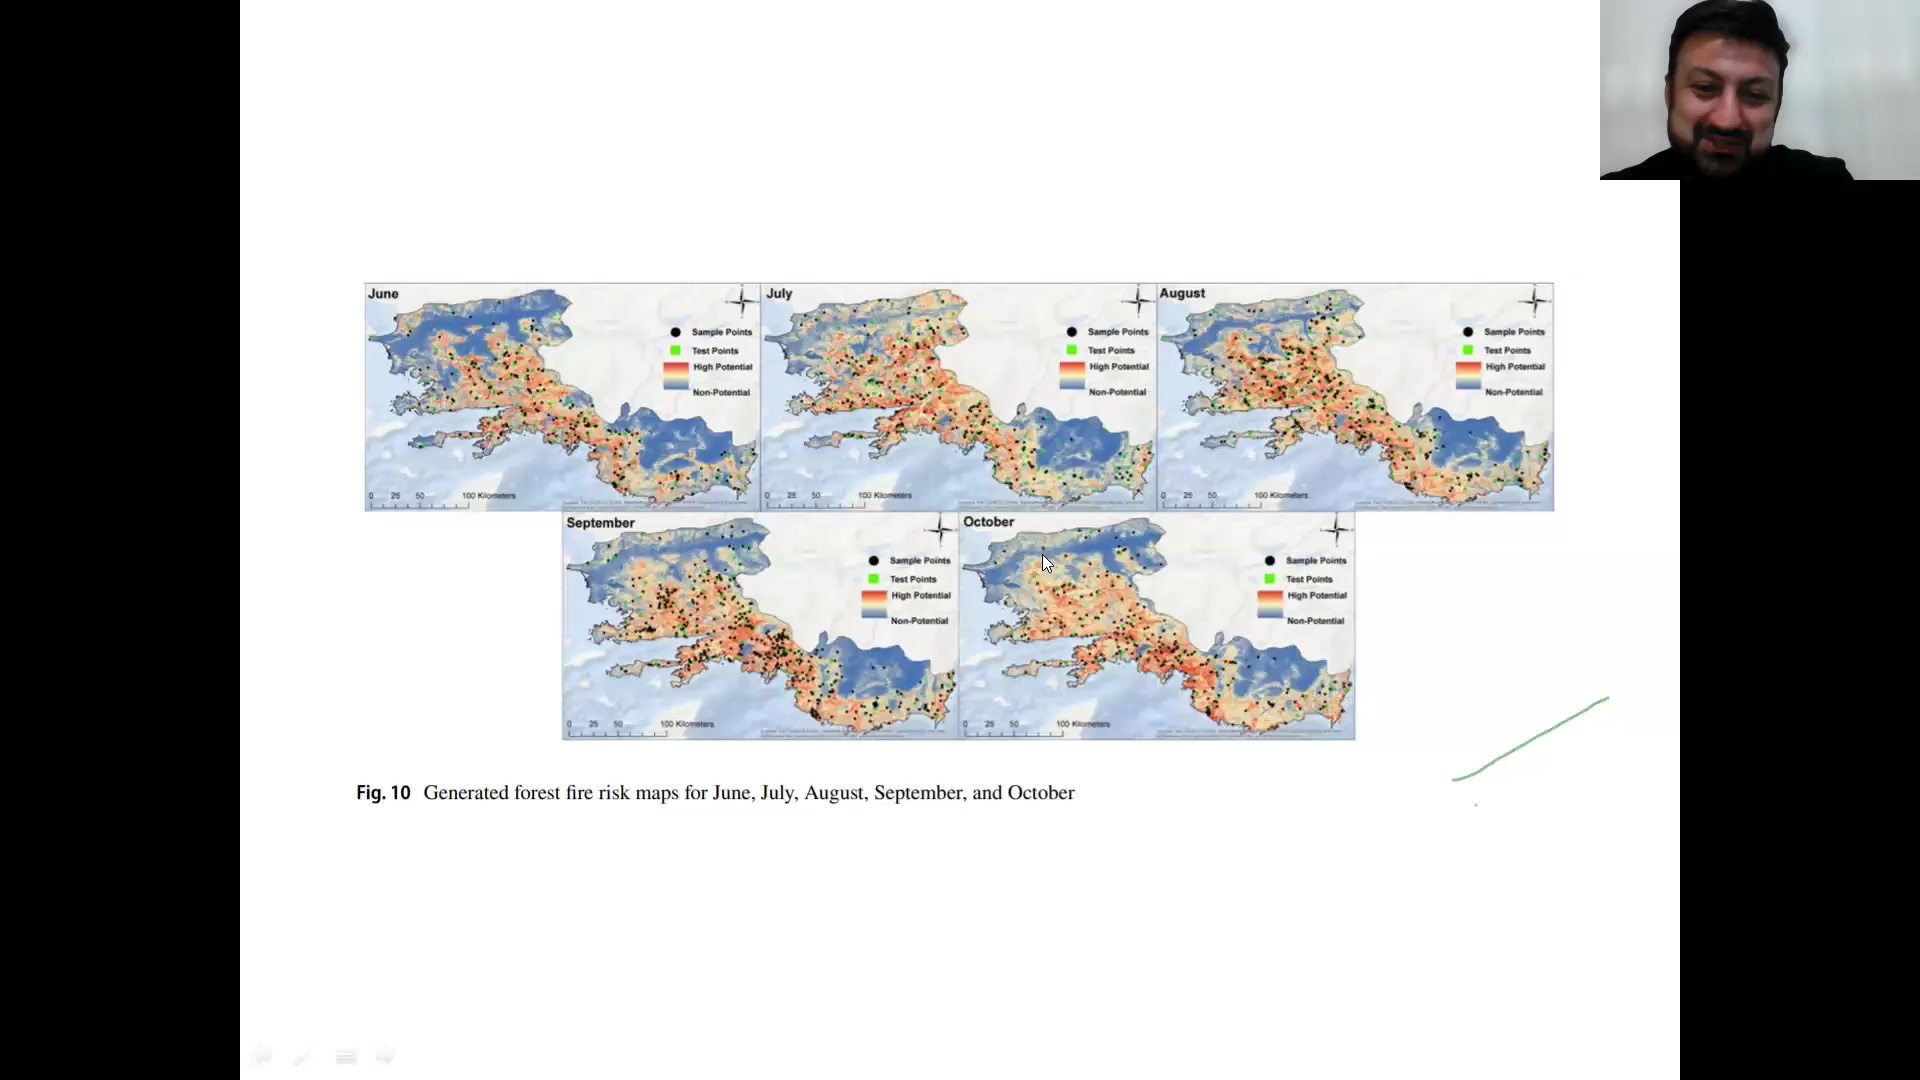 June
Sample Points
Test Points
High Potential
Non-Potential
0 25 50 100 Kilometers
July
Sample Points
Test Points
High Potential
Non-Potential
0 25 50 100 Kilometers
August
Sample Points
Test Points
High Potential
Non-Potential
0 25 50 100 Kilometers
September
Sample Points
Test Points
High Potential
Non-Potential
0 25 50 100 Kilometers
October
Sample Points
Test Points
High Potential
Non-Potential
0 25 50 100 Kilometers
Fig. 10 Generated forest fire risk maps for June, July, August, September, and October